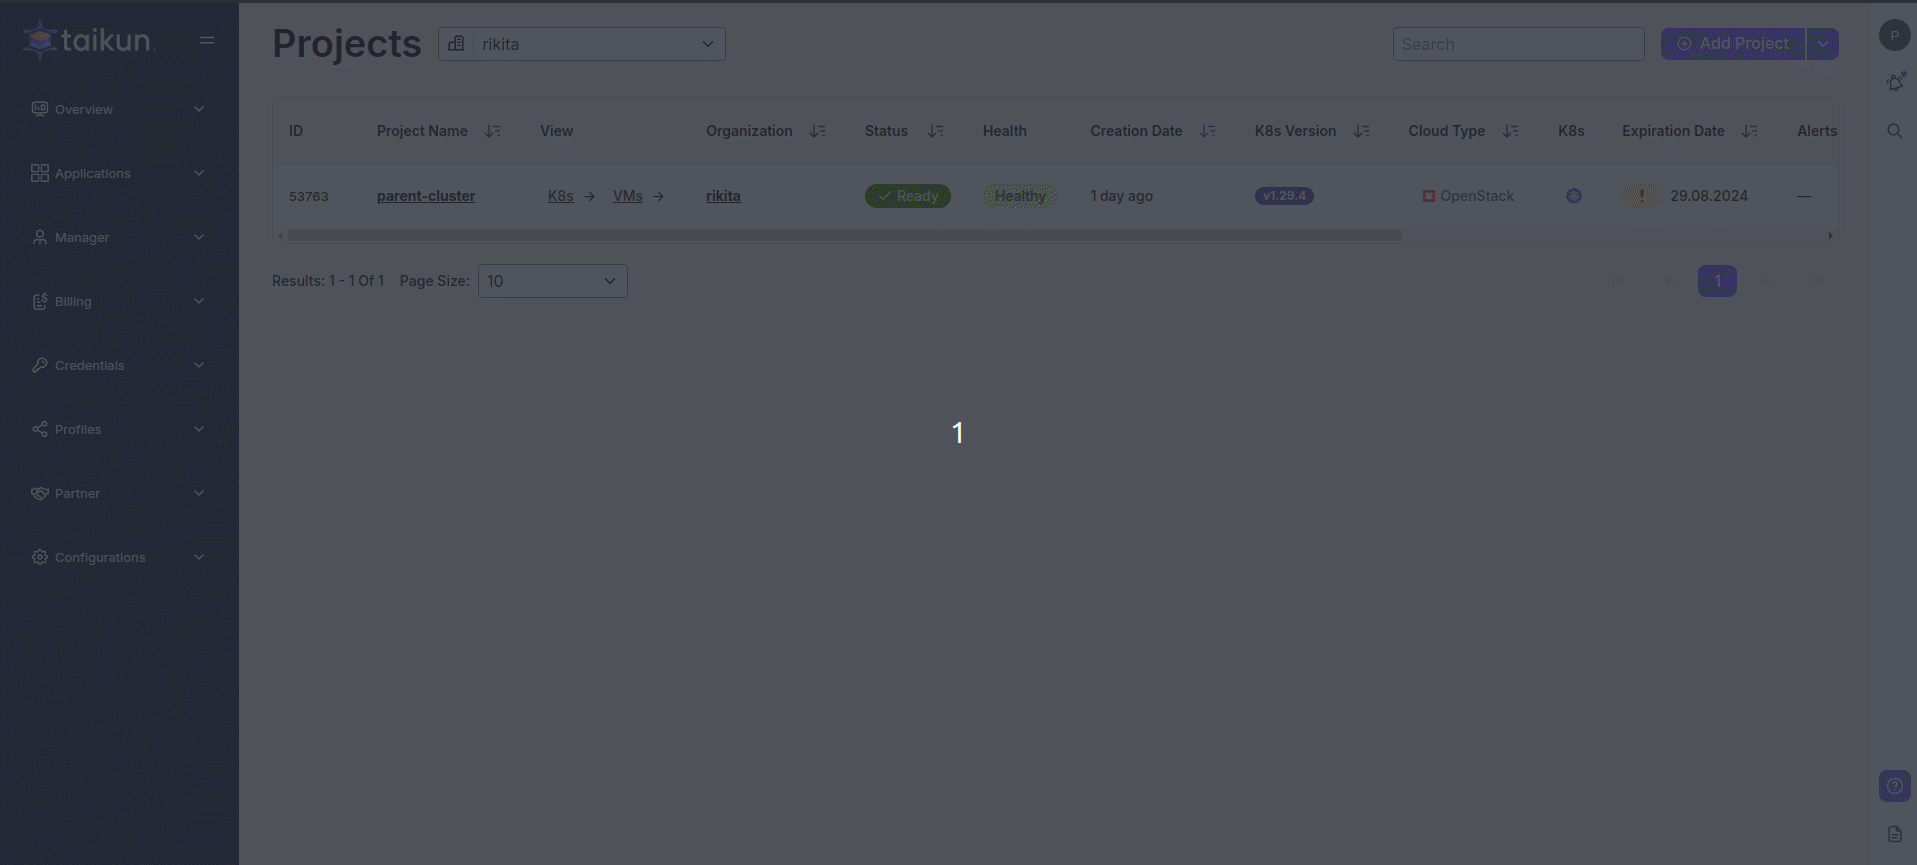 taikun
Projects
rikita
Search
Add Project
P
Overview
Applications
Manager
Billing
Credentials
Profiles
Partner
Configurations
ID Project Name View Organization Status Health Creation Date K8s Version Cloud Type K8s Expiration Date Alerts
53763 parent-cluster K8s → VMs → rikita Ready Healthy 1 day ago v1.29.4 OpenStack ! 29.08.2024 —
Results: 1 - 1 Of 1 Page Size: 10 1
1